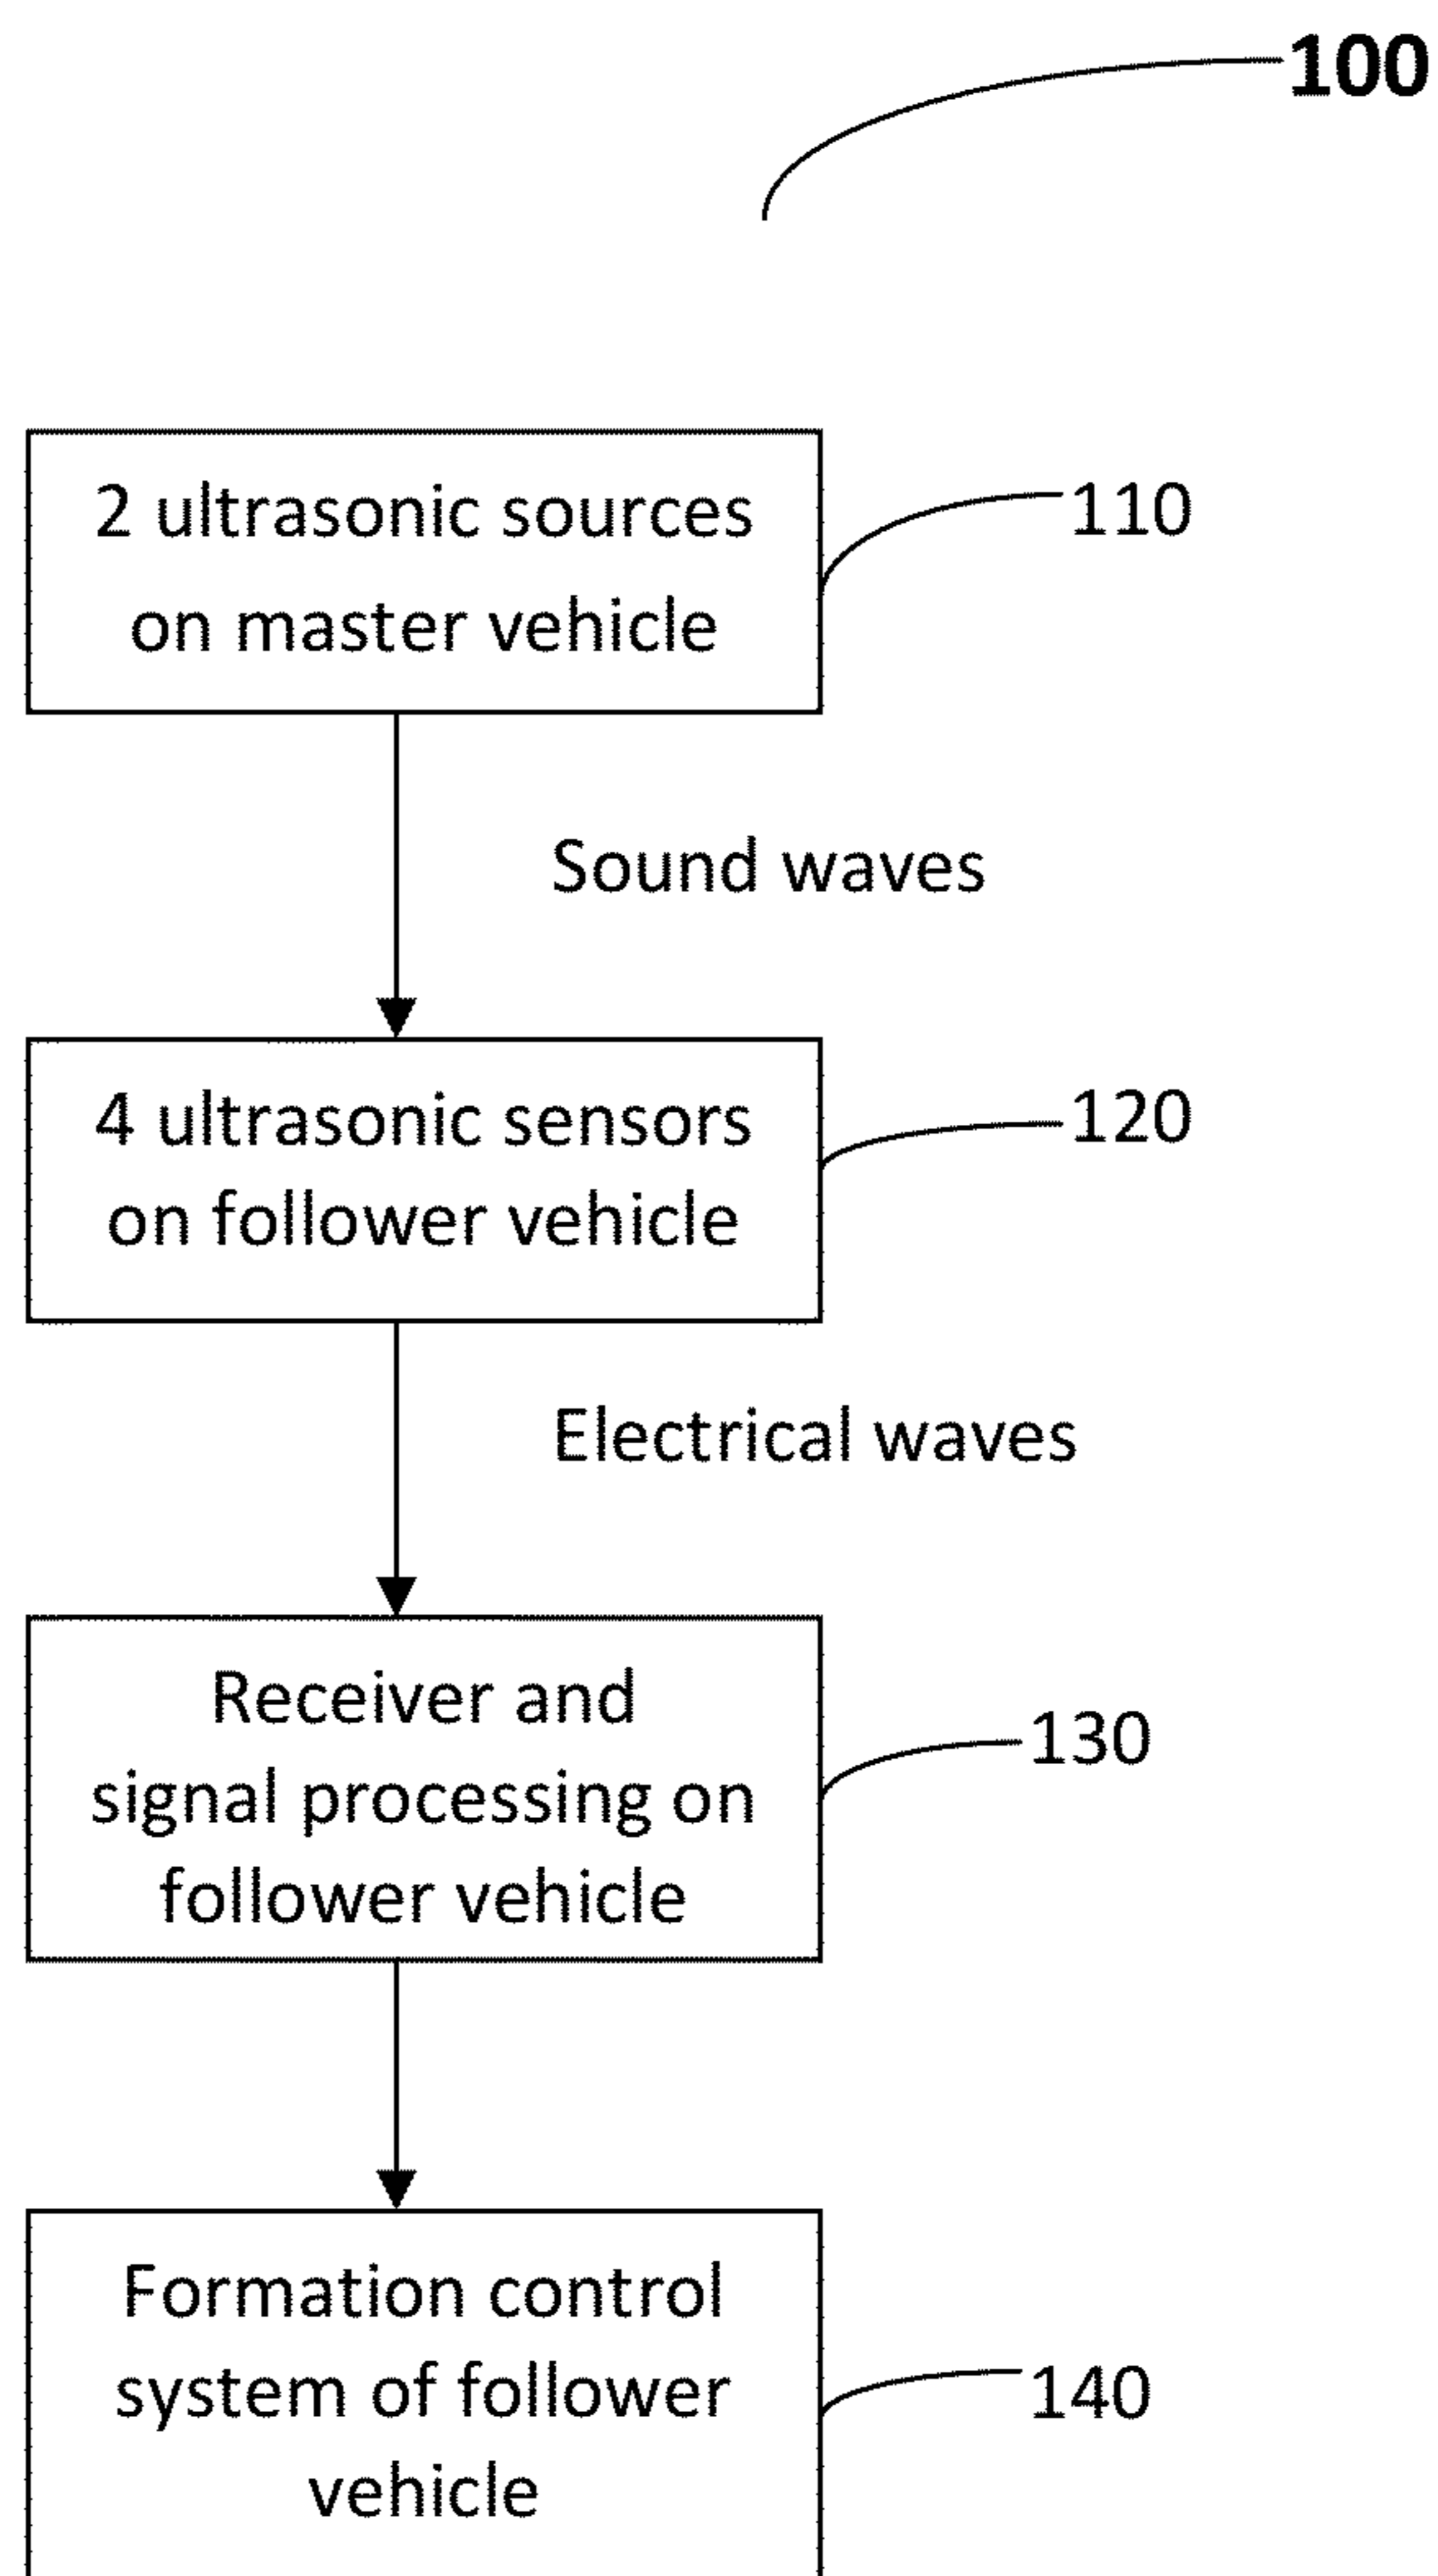 100
2 ultrasonic sources
on master vehicle
110
Sound waves
4 ultrasonic sensors
on follower vehicle
120
Electrical waves
Receiver and
signal processing on
follower vehicle
130
Formation control
system of follower
vehicle
140